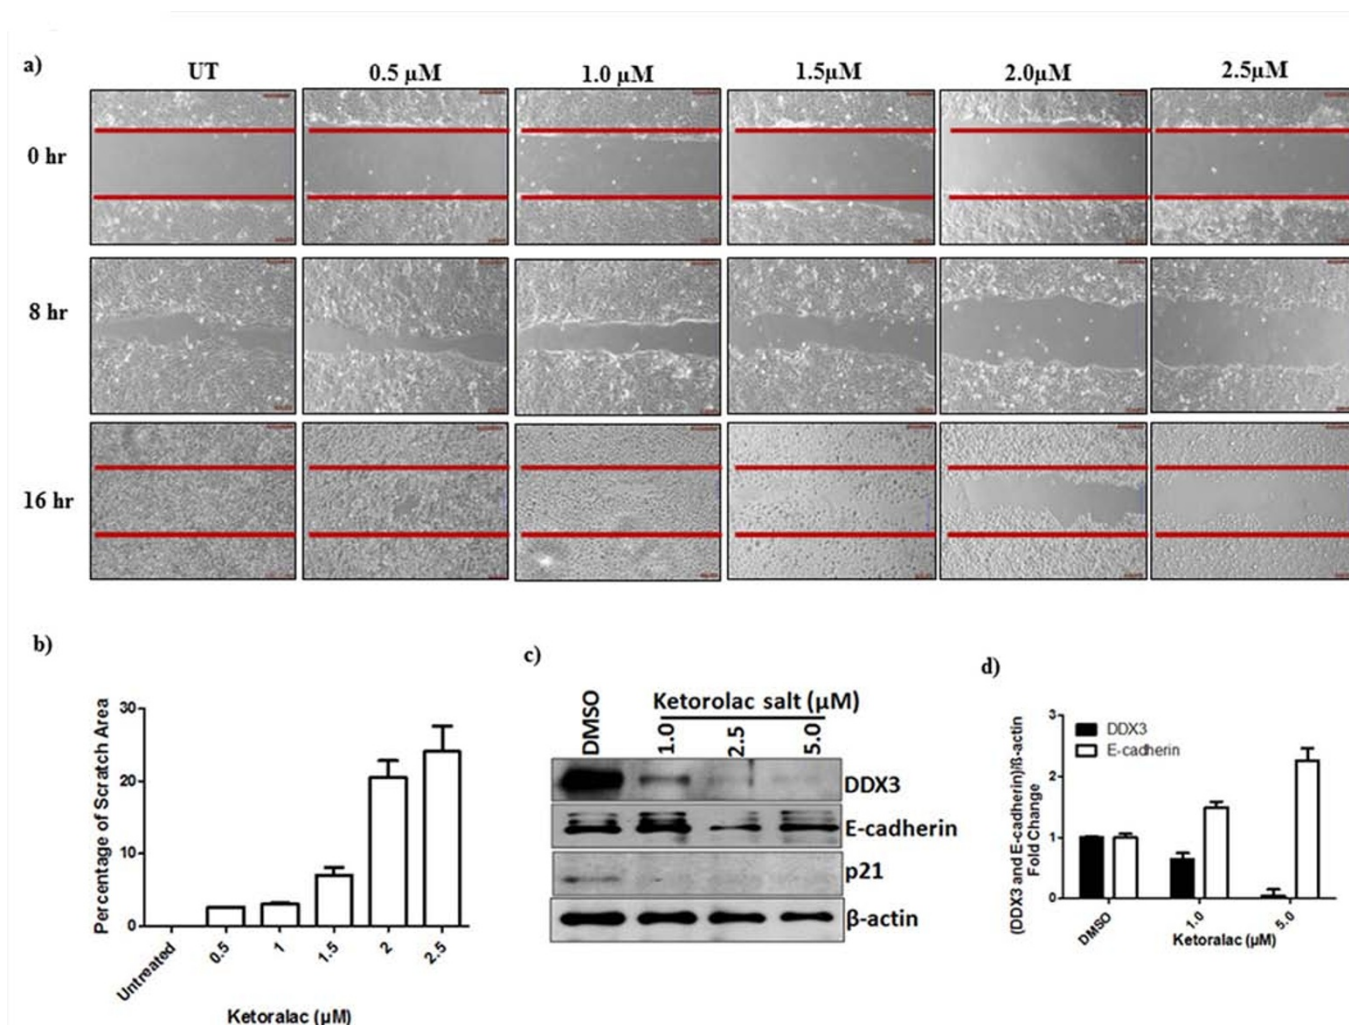 a)
UT 0.5 µM 1.0 µM 1.5µM 2.0µM 2.5µM
0 hr
8 hr
16 hr
b)
Percentage of Scratch Area
30
20
10
0
Untreated 0.5 1 1.5 2 2.5
Ketoralac (µM)
c)
DMSO
Ketorolac salt (µM)
1.0 2.5 5.0
DDX3
E-cadherin
p21
β-actin
d)
(DDX3 and E-cadherin)/ß-actin
Fold Change
3
2
1
0
DDX3
E-cadherin
DMSO 1.0 5.0
Ketoralac (µM)